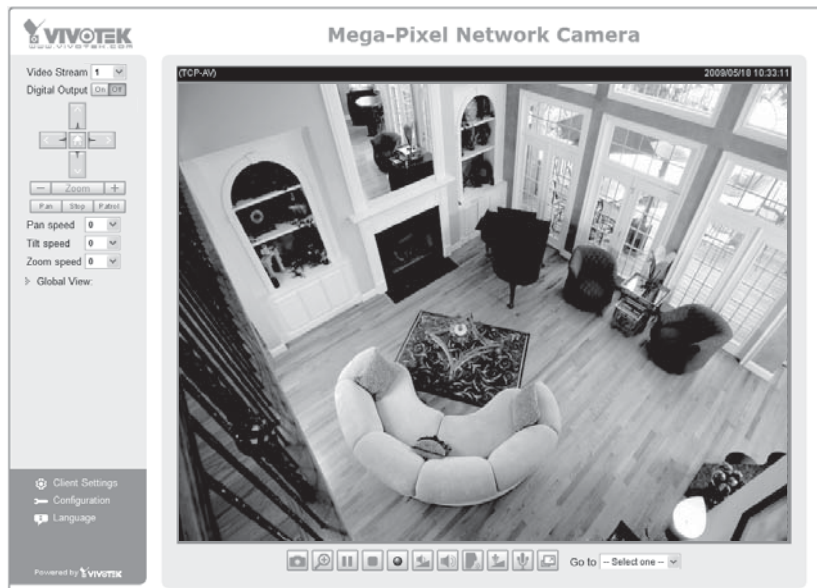 VIVOTEK
WWW.VIVOTEK.COM
Mega-Pixel Network Camera
Video Stream 1
Digital Output On Off
Zoom
Pan Stop Patrol
Pan speed 0
Tilt speed 0
Zoom speed 0
Global View:
Client Settings
Configuration
Language
Powered by VIVOTEK
(TCP-AV) 2009/05/18 10:33:11
Go to -- Select one --